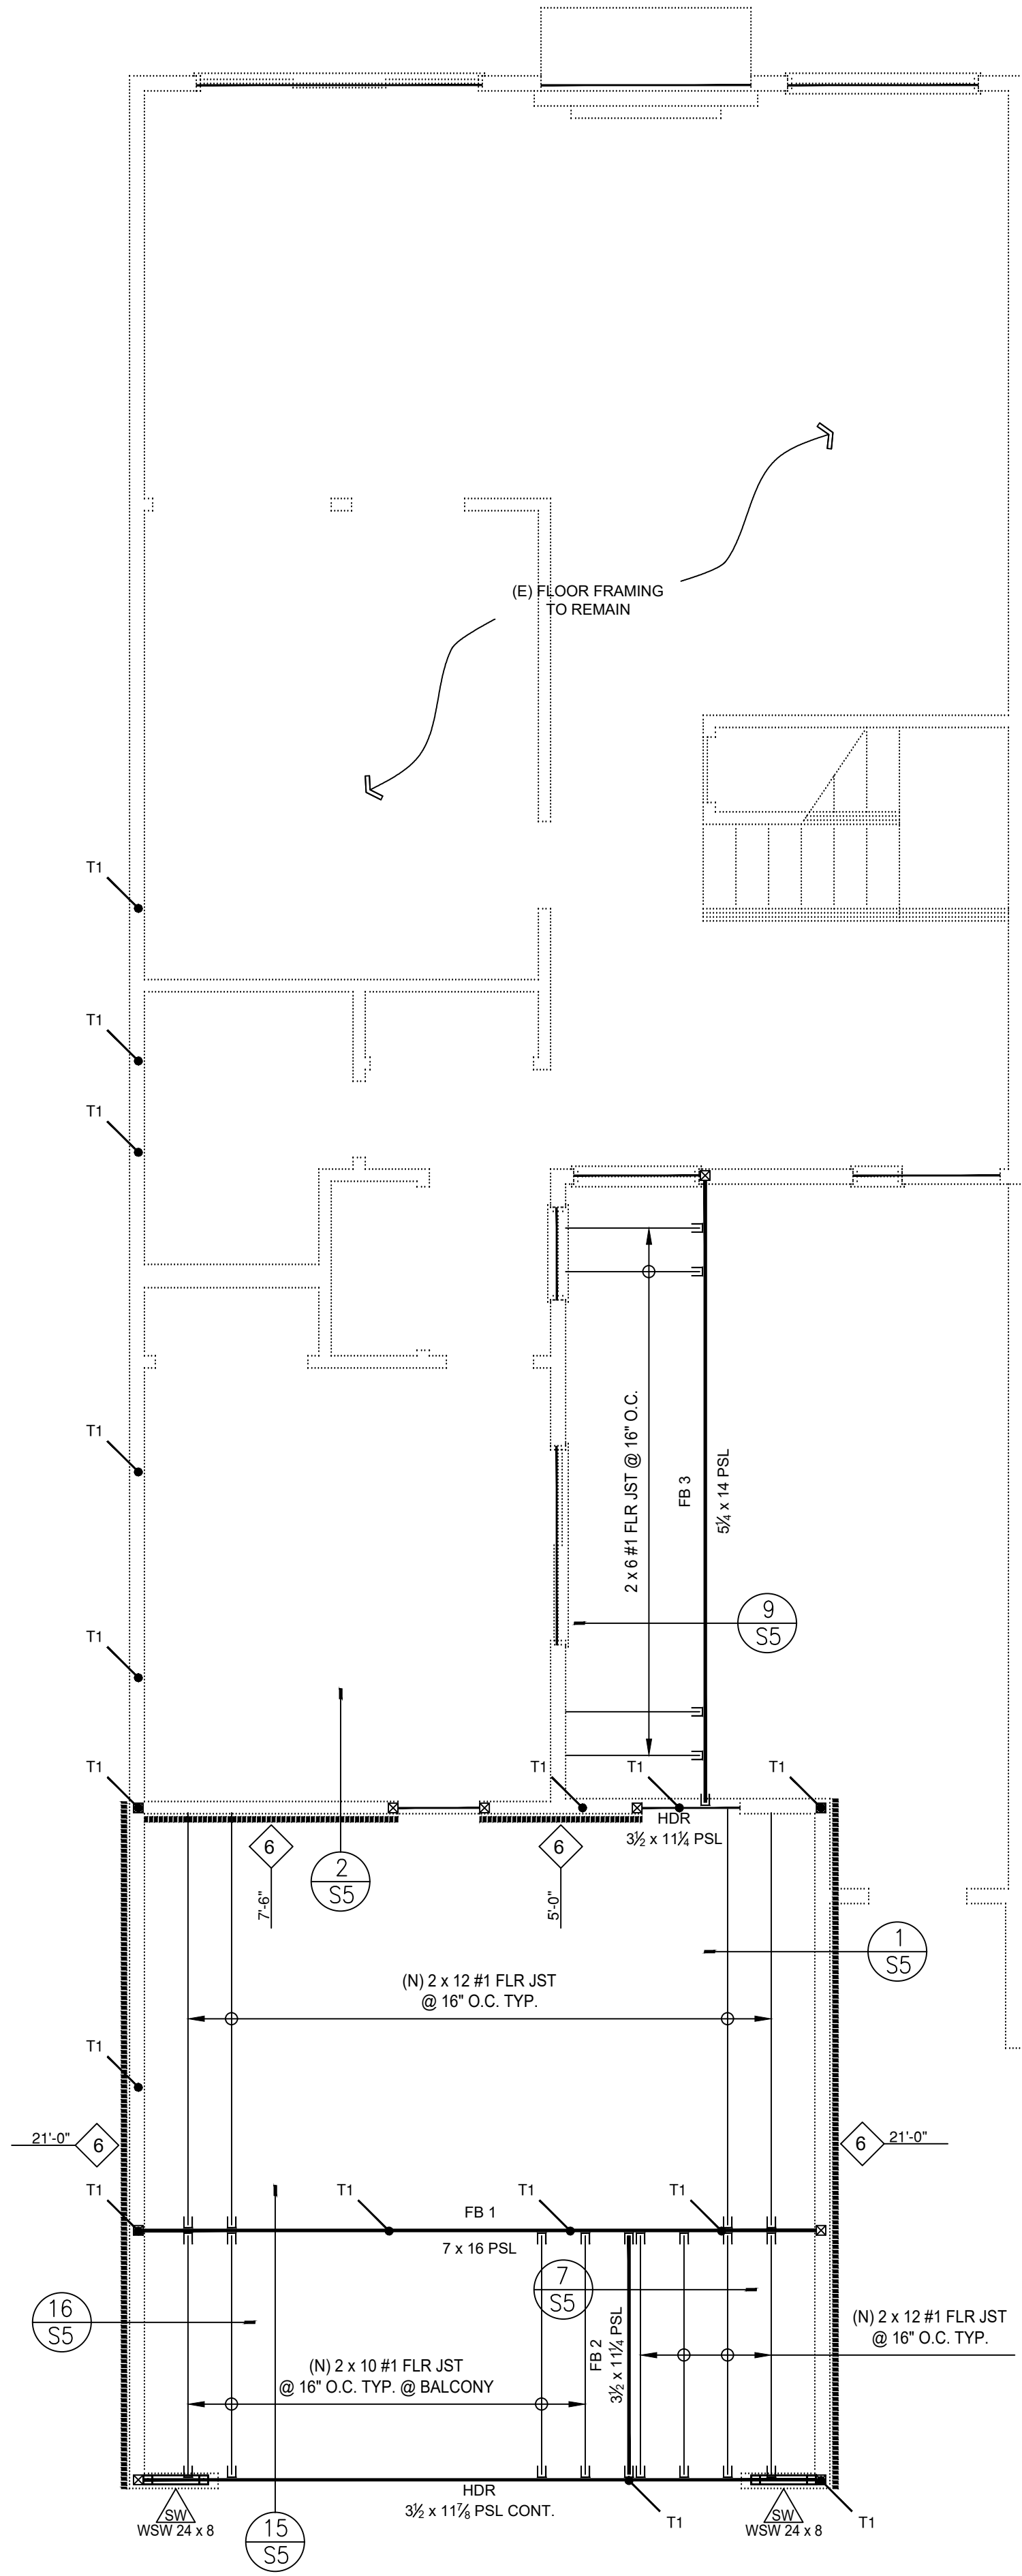 (E) FLOOR FRAMING
TO REMAIN
T1
T1
T1
T1
T1
2 x 6 #1 FLR JST @ 16" O.C.
FB 3
5¼ x 14 PSL
9
S5
T1
T1
T1
T1
HDR
3½ x 11¼ PSL
6
7'-6"
2
S5
6
5'-0"
1
S5
(N) 2 x 12 #1 FLR JST
@ 16" O.C. TYP.
T1
21'-0"
6
6
21'-0"
T1
T1
T1
T1
FB 1
7 x 16 PSL
7
S5
16
S5
(N) 2 x 12 #1 FLR JST
@ 16" O.C. TYP.
FB 2
3½ x 11¼ PSL
(N) 2 x 10 #1 FLR JST
@ 16" O.C. TYP. @ BALCONY
HDR
3½ x 11⅞ PSL CONT.
SW
WSW 24 x 8
T1
SW
WSW 24 x 8
T1
15
S5